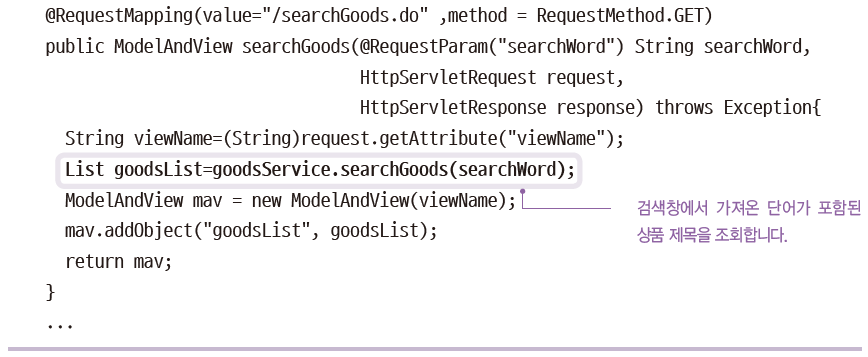 @RequestMapping(value="/searchGoods.do" ,method = RequestMethod.GET)
public ModelAndView searchGoods(@RequestParam("searchWord") String searchWord,
HttpServletRequest request,
HttpServletResponse response) throws Exception{
String viewName=(String)request.getAttribute("viewName");
List goodsList=goodsService.searchGoods(searchWord);
ModelAndView mav = new ModelAndView(viewName);
검색창에서 가져온 단어가 포함된
mav.addObject("goodsList", goodsList);
상품 제목을 조회합니다.
return mav;
}
...